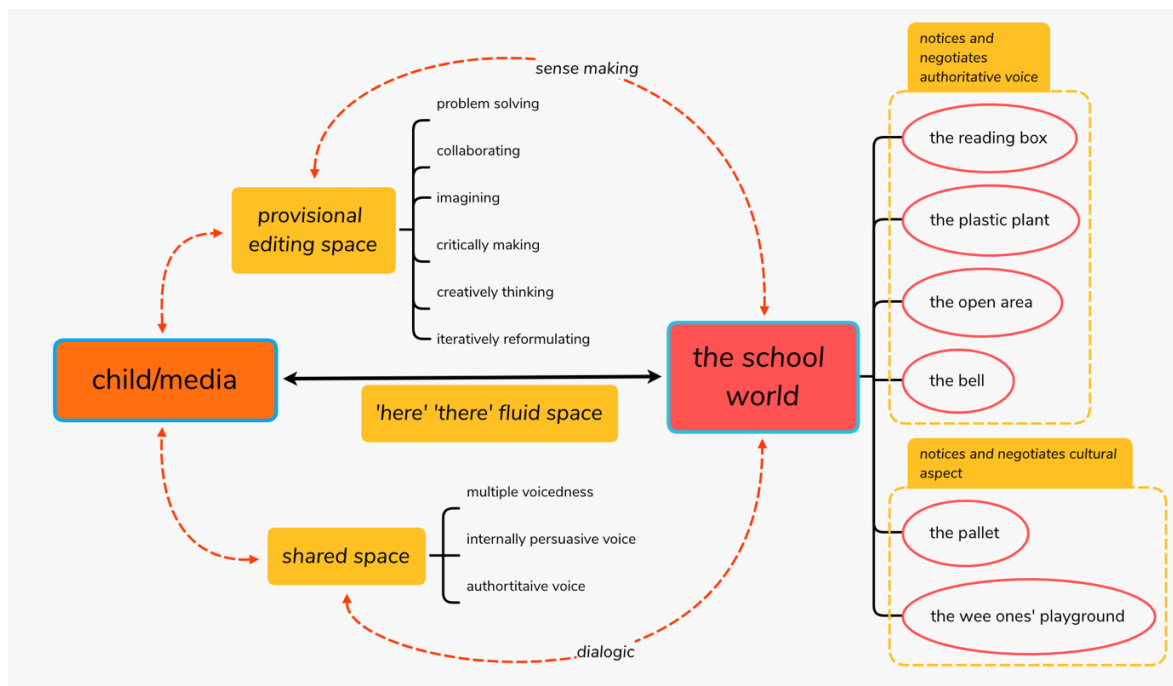 sense making
problem solving
collaborating
imagining
critically making
creatively thinking
iteratively reformulating
provisional
editing space
child/media
'here' 'there' fluid space
the school
world
multiple voicedness
internally persuasive voice
authortitaive voice
shared space
dialogic
notices and
negotiates
authoritative voice
the reading box
the plastic plant
the open area
the bell
notices and negotiates cultural
aspect
the pallet
the wee ones' playground